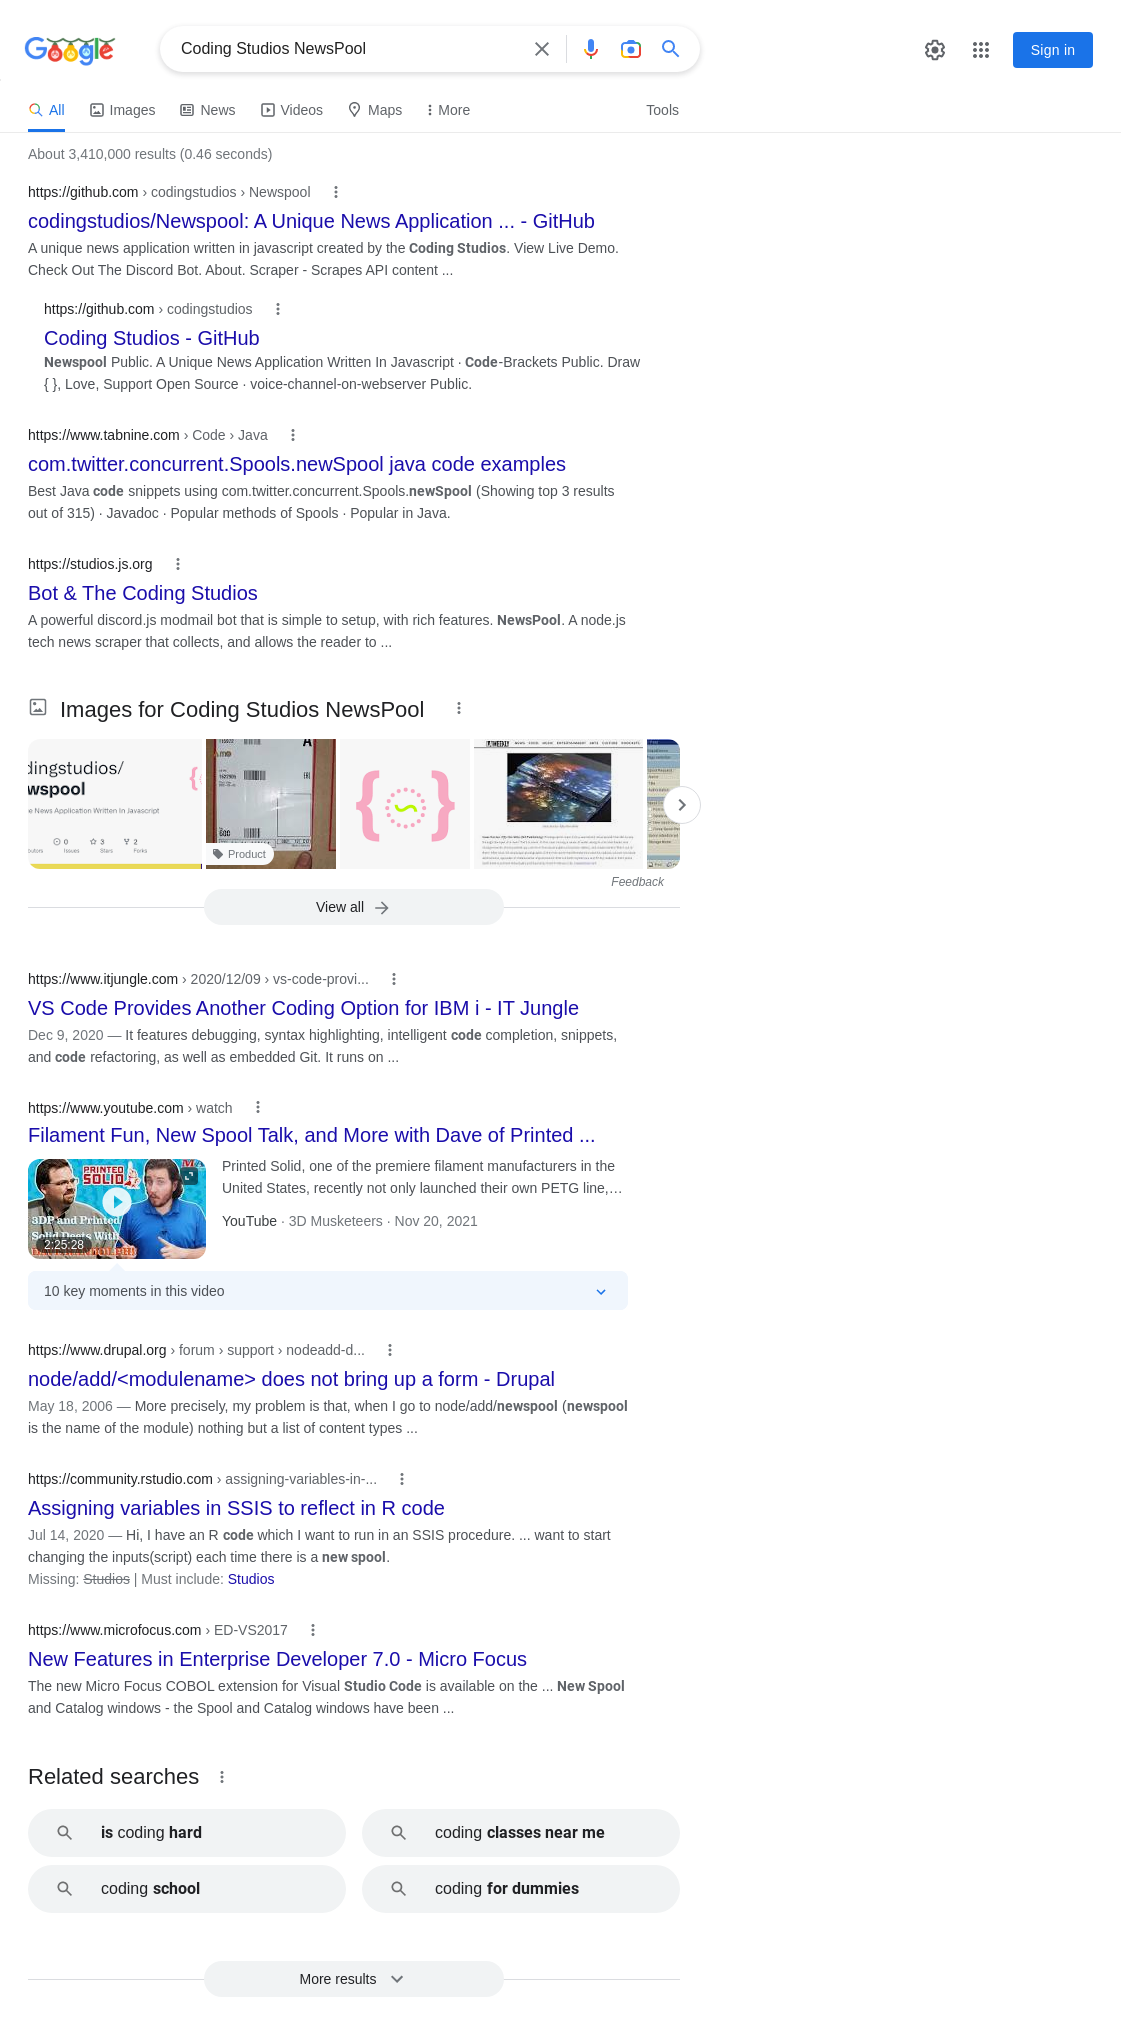 Google
Coding Studios NewsPool
Sign in
All
Images
News
Videos
Maps
More
Tools
About 3,410,000 results (0.46 seconds)
https://github.com › codingstudios › Newspool
codingstudios/Newspool: A Unique News Application ... - GitHub
A unique news application written in javascript created by the Coding Studios. View Live Demo.
Check Out The Discord Bot. About. Scraper - Scrapes API content ...
https://github.com › codingstudios
Coding Studios - GitHub
Newspool Public. A Unique News Application Written In Javascript · Code-Brackets Public. Draw
{ }, Love, Support Open Source · voice-channel-on-webserver Public.
https://www.tabnine.com › Code › Java
com.twitter.concurrent.Spools.newSpool java code examples
Best Java code snippets using com.twitter.concurrent.Spools.newSpool (Showing top 3 results
out of 315) · Javadoc · Popular methods of Spools · Popular in Java.
https://studios.js.org
Bot & The Coding Studios
A powerful discord.js modmail bot that is simple to setup, with rich features. NewsPool. A node.js
tech news scraper that collects, and allows the reader to ...
Images for Coding Studios NewsPool
dingstudios/
wspool
e News Application Written In Javascript
0 3 2
Issues Stars Forks
A
Product
WEEKLY
Feedback
View all
https://www.itjungle.com › 2020/12/09 › vs-code-provi...
VS Code Provides Another Coding Option for IBM i - IT Jungle
Dec 9, 2020 — It features debugging, syntax highlighting, intelligent code completion, snippets,
and code refactoring, as well as embedded Git. It runs on ...
https://www.youtube.com › watch
Filament Fun, New Spool Talk, and More with Dave of Printed ...
PRINTED
SOLID
3DP and Printed
Solid Deets With
2:25:28
Printed Solid, one of the premiere filament manufacturers in the
United States, recently not only launched their own PETG line,...
YouTube · 3D Musketeers · Nov 20, 2021
10 key moments in this video
https://www.drupal.org › forum › support › nodeadd-d...
node/add/<modulename> does not bring up a form - Drupal
May 18, 2006 — More precisely, my problem is that, when I go to node/add/newspool (newspool
is the name of the module) nothing but a list of content types ...
https://community.rstudio.com › assigning-variables-in-...
Assigning variables in SSIS to reflect in R code
Jul 14, 2020 — Hi, I have an R code which I want to run in an SSIS procedure. ... want to start
changing the inputs(script) each time there is a new spool.
Missing: Studios | Must include: Studios
https://www.microfocus.com › ED-VS2017
New Features in Enterprise Developer 7.0 - Micro Focus
The new Micro Focus COBOL extension for Visual Studio Code is available on the ... New Spool
and Catalog windows - the Spool and Catalog windows have been ...
Related searches
is coding hard
coding classes near me
coding school
coding for dummies
More results